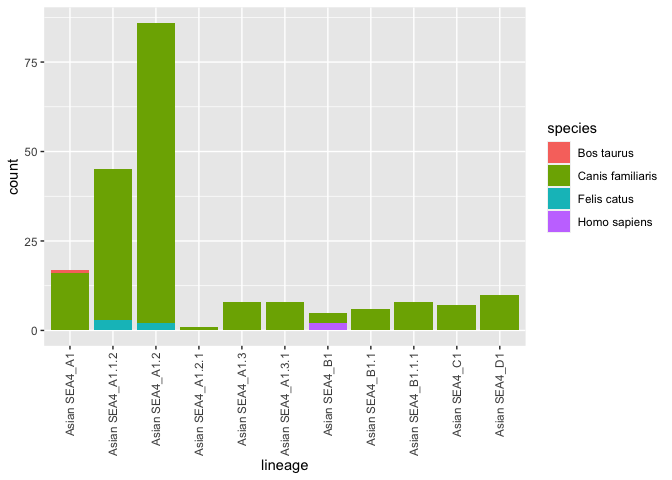 75
50
25
0
count
Asian SEA4_A1
Asian SEA4_A1.1.2
Asian SEA4_A1.2
Asian SEA4_A1.2.1
Asian SEA4_A1.3
Asian SEA4_A1.3.1
Asian SEA4_B1
Asian SEA4_B1.1
Asian SEA4_B1.1.1
Asian SEA4_C1
Asian SEA4_D1
lineage
species
Bos taurus
Canis familiaris
Felis catus
Homo sapiens